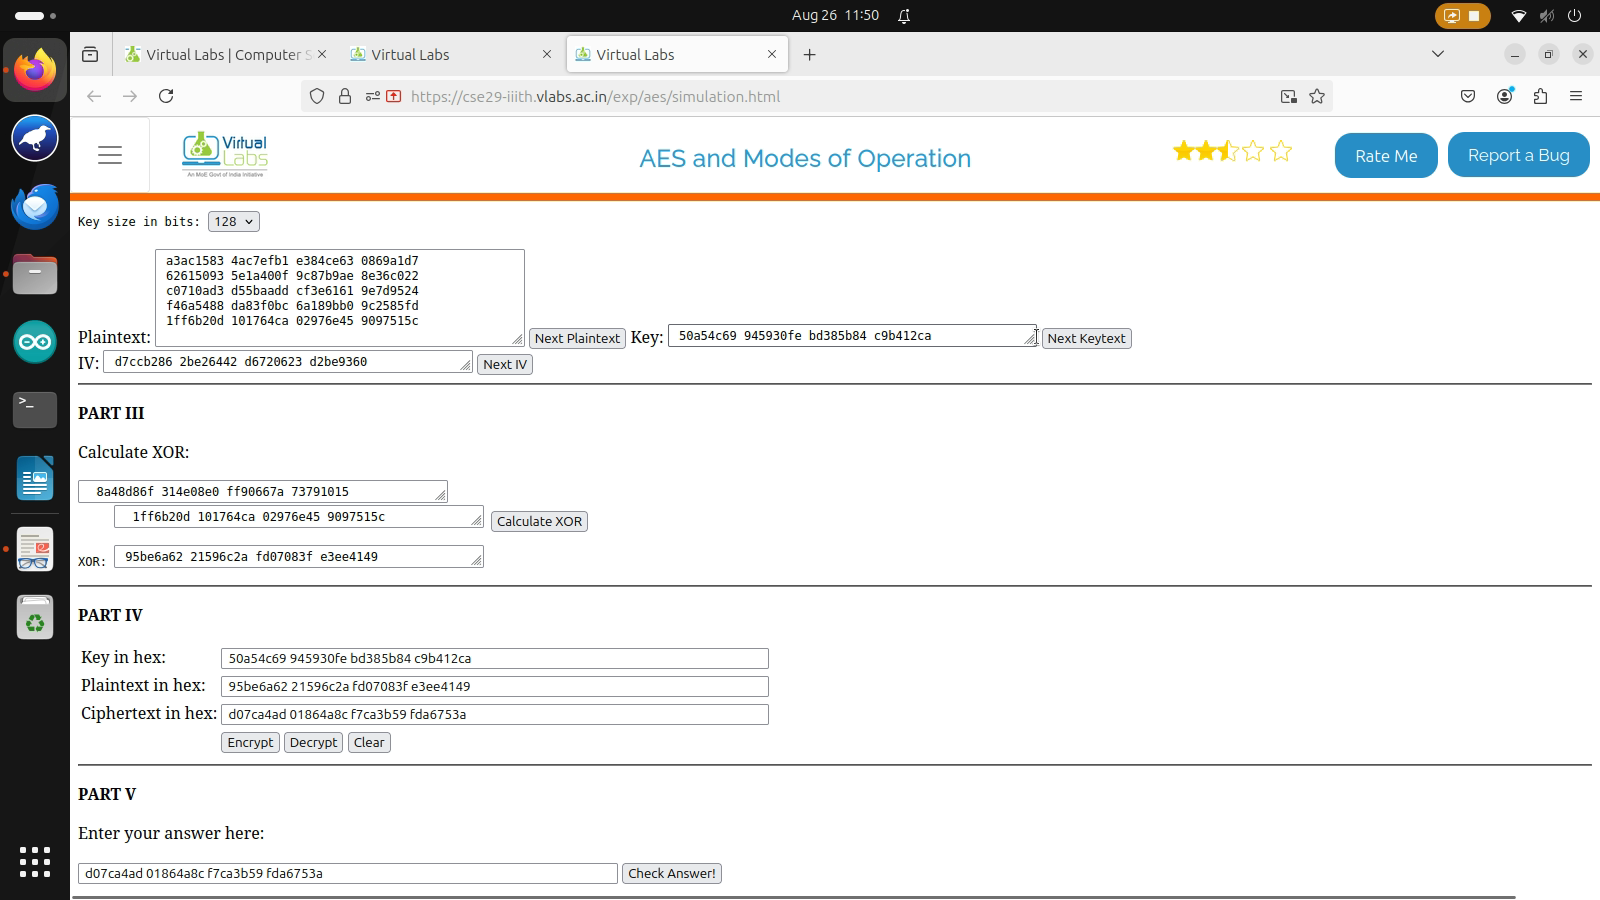 Aug 26 11:50
Virtual Labs | Computer S
Virtual Labs
Virtual Labs
https://cse29-iiith.vlabs.ac.in/exp/aes/simulation.html
Virtual Labs
An MoE Govt of India Initiative
AES and Modes of Operation
Rate Me
Report a Bug
Key size in bits: 128
a3ac1583 4ac7efb1 e384ce63 0869a1d7
62615093 5e1a400f 9c87b9ae 8e36c022
c0710ad3 d55baadd cf3e6161 9e7d9524
f46a5488 da83f0bc 6a189bb0 9c2585fd
1ff6b20d 101764ca 02976e45 9097515c
Plaintext: Next Plaintext Key: 50a54c69 945930fe bd385b84 c9b412ca Next Keytext
IV: d7ccb286 2be26442 d6720623 d2be9360 Next IV
PART III
Calculate XOR:
8a48d86f 314e08e0 ff90667a 73791015
1ff6b20d 101764ca 02976e45 9097515c Calculate XOR
XOR: 95be6a62 21596c2a fd07083f e3ee4149
PART IV
Key in hex: 50a54c69 945930fe bd385b84 c9b412ca
Plaintext in hex: 95be6a62 21596c2a fd07083f e3ee4149
Ciphertext in hex: d07ca4ad 01864a8c f7ca3b59 fda6753a
Encrypt Decrypt Clear
PART V
Enter your answer here:
d07ca4ad 01864a8c f7ca3b59 fda6753a Check Answer!